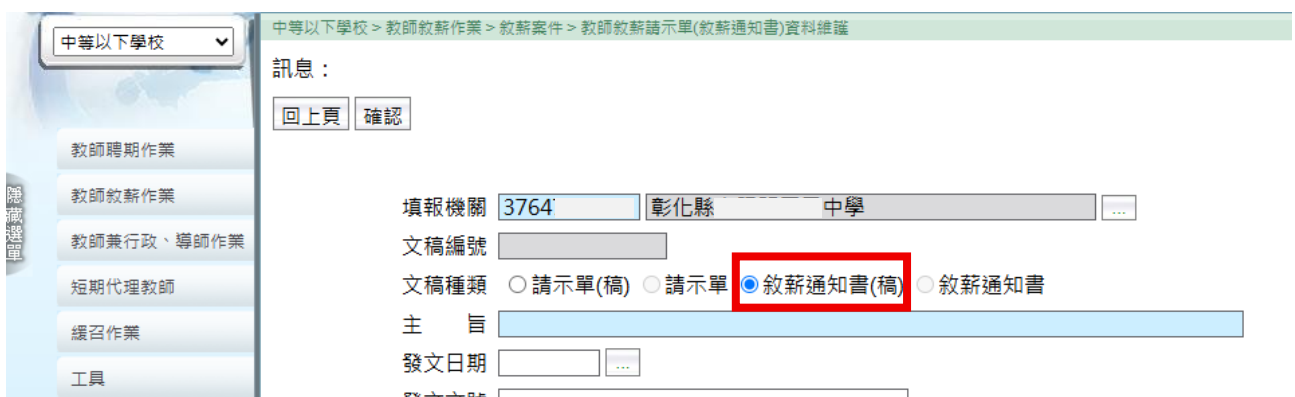 中等以下學校
中等以下學校 > 教師敘薪作業 > 敘薪案件 > 教師敘薪請示單(敘薪通知書)資料維護
訊息：
回上頁 確認
教師聘期作業
教師敘薪作業
教師兼行政、導師作業
短期代理教師
緩召作業
工具
隱藏選單
填報機關 3764 彰化縣 中學 ...
文稿編號
文稿種類 請示單(稿) 請示單 敘薪通知書(稿) 敘薪通知書
主 旨
發文日期 ...